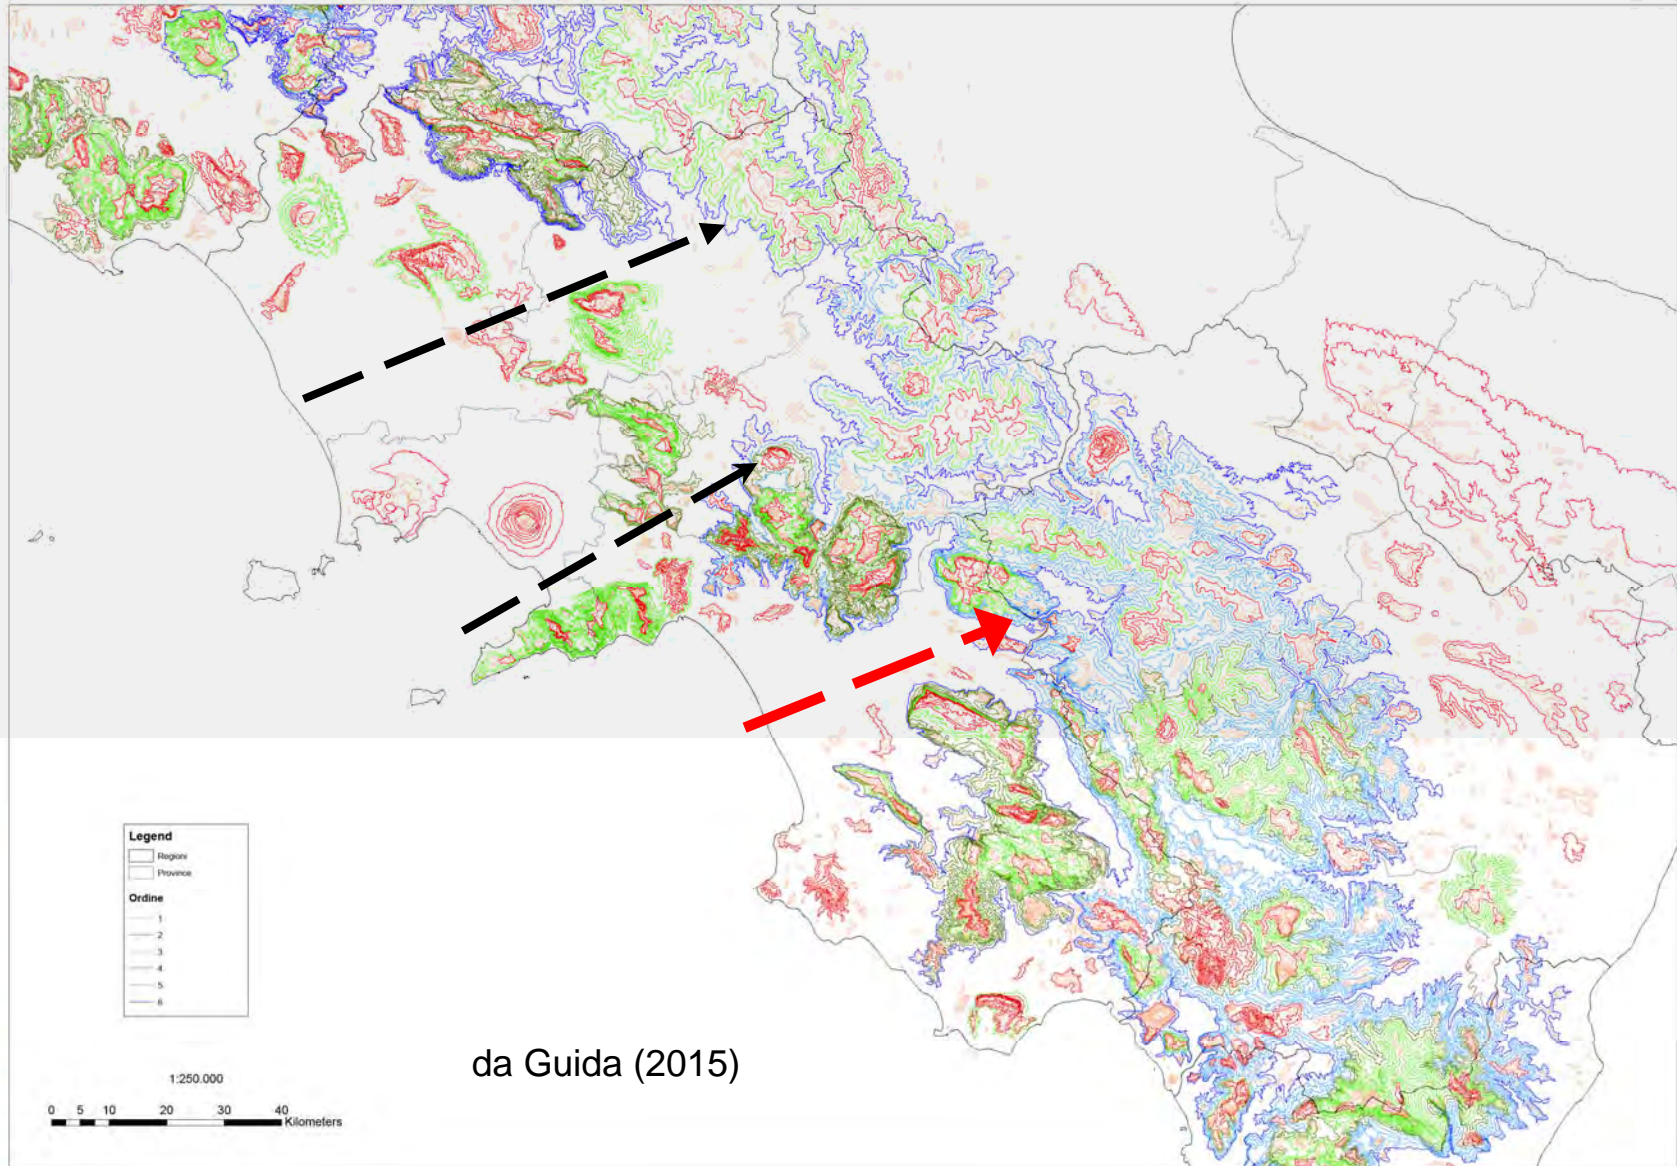 Legend
Regioni
Province
Ordine
1
2
3
4
5
6
da Guida (2015)
1:250.000
0 5 10 20 30 40
Kilometers